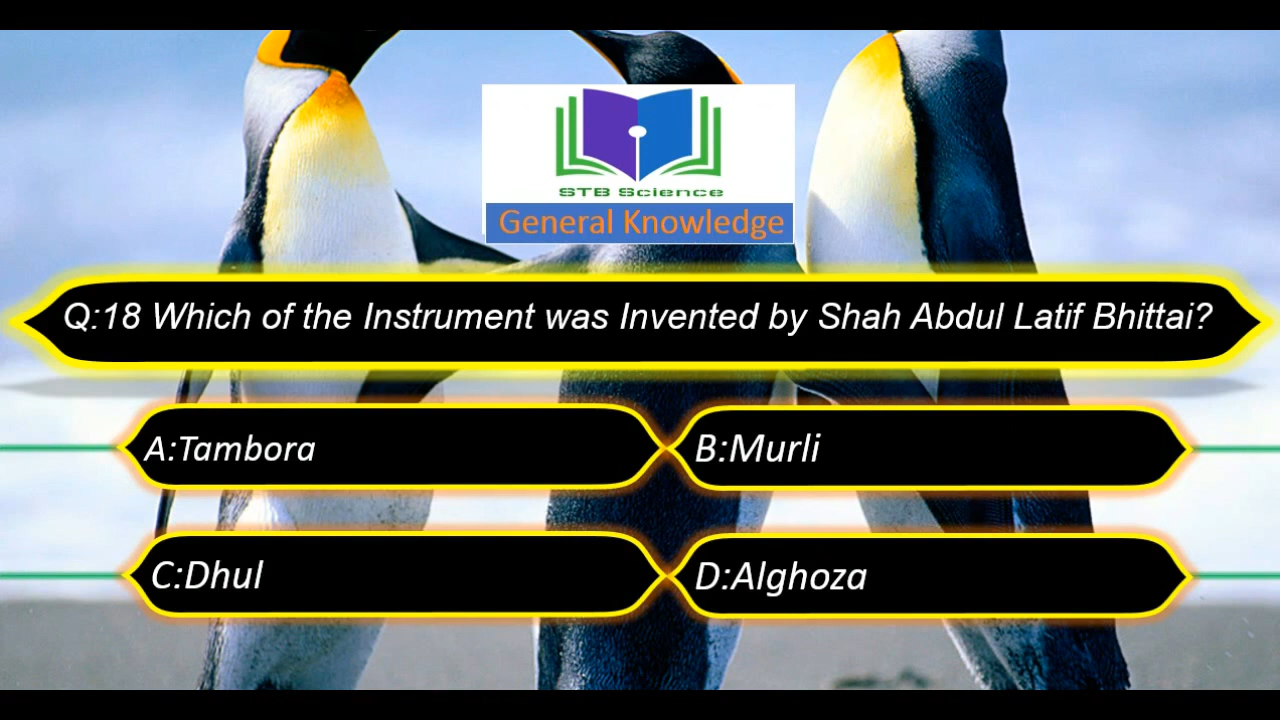 STB Science
General Knowledge
Q:18 Which of the Instrument was Invented by Shah Abdul Latif Bhittai?
A:Tambora
B:Murli
C:Dhul
D:Alghoza